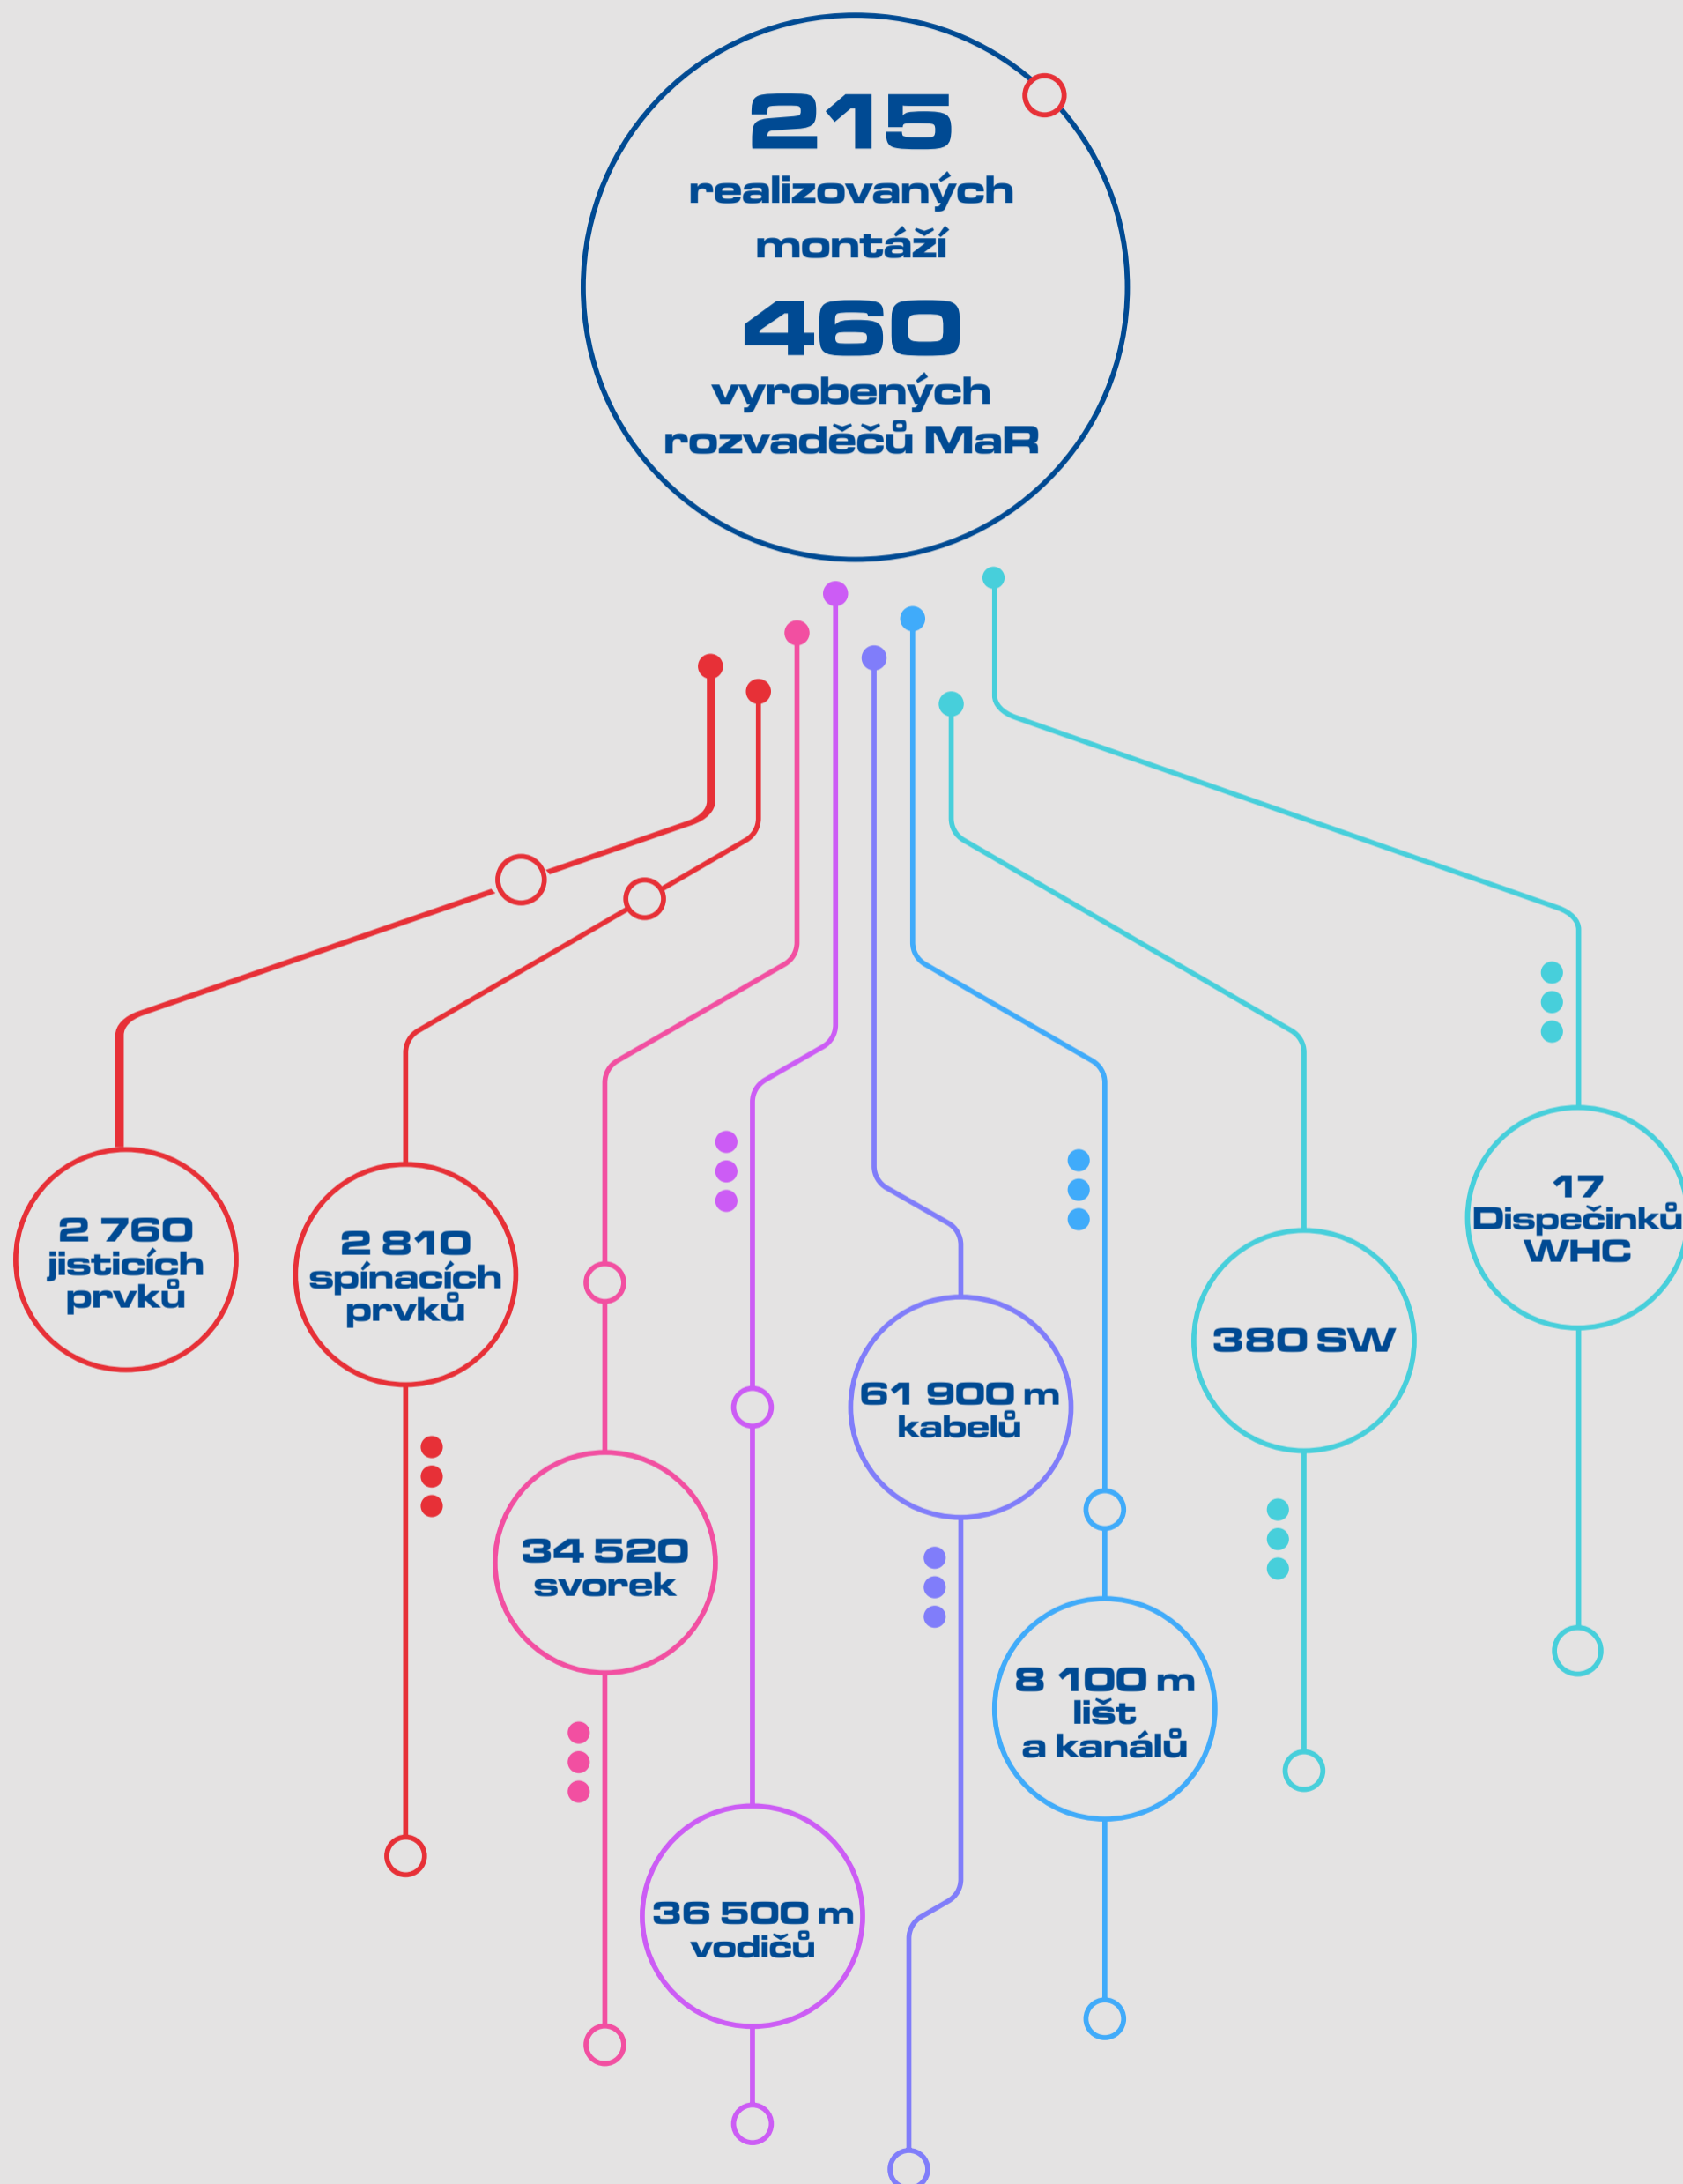 215
realizovaných
montáží
460
vyrobených
rozvaděčů MaR
2 760
jisticích
prvků
2 810
spínacích
prvků
34 520
svorek
36 500 m
vodičů
61 900 m
kabelů
8 100 m
lišt
a kanálů
380 SW
17
Dispečinků
WHC